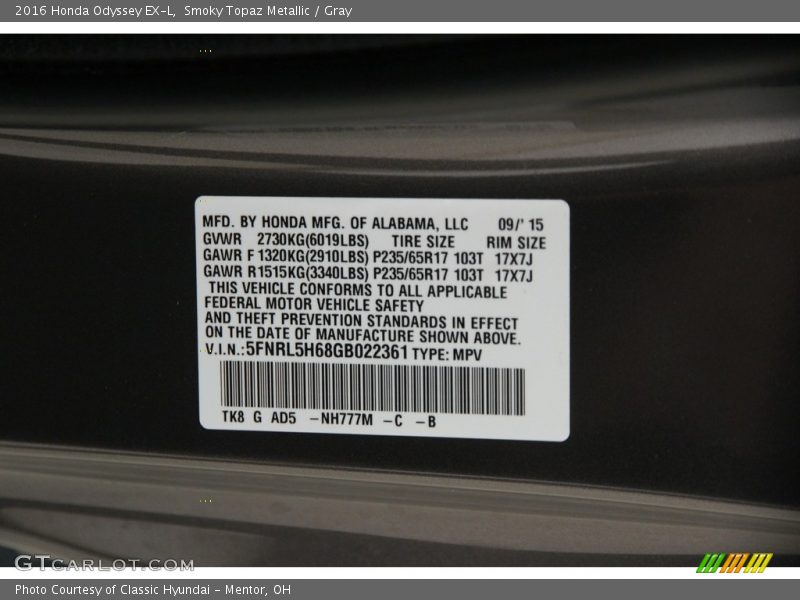 2016 Honda Odyssey EX-L, Smoky Topaz Metallic / Gray
MFD. BY HONDA MFG. OF ALABAMA, LLC 09/' 15
GVWR 2730KG(6019LBS) TIRE SIZE RIM SIZE
GAWR F 1320KG(2910LBS) P235/65R17 103T 17X7J
GAWR R1515KG(3340LBS) P235/65R17 103T 17X7J
THIS VEHICLE CONFORMS TO ALL APPLICABLE
FEDERAL MOTOR VEHICLE SAFETY
AND THEFT PREVENTION STANDARDS IN EFFECT
ON THE DATE OF MANUFACTURE SHOWN ABOVE.
V.I.N.:5FNRL5H68GB022361 TYPE: MPV
TK8 G AD5 -NH777M -C -B
GTCARLOT.COM
Photo Courtesy of Classic Hyundai - Mentor, OH